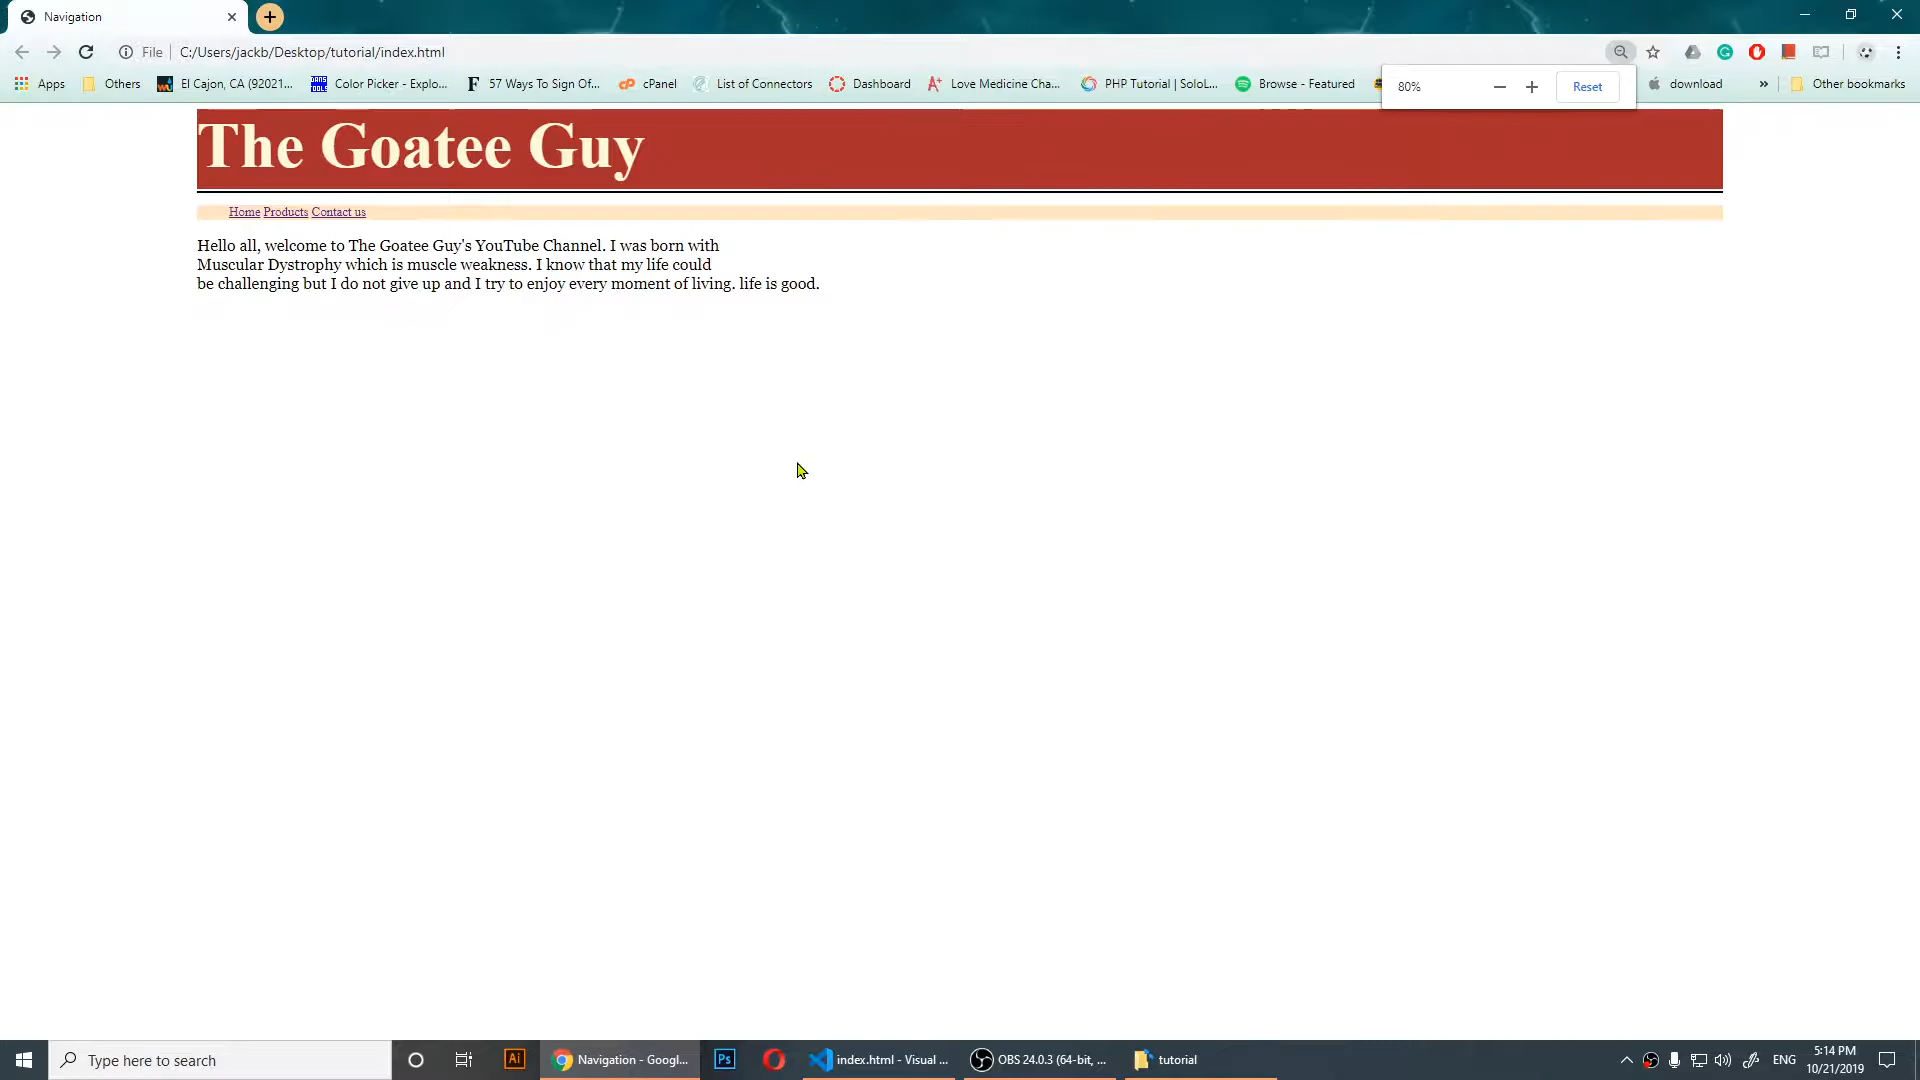 Navigation
File C:/Users/jackb/Desktop/tutorial/index.html
Apps Others El Cajon, CA (92021... Color Picker - Explo... 57 Ways To Sign Of... cPanel List of Connectors Dashboard Love Medicine Cha... PHP Tutorial | SoloL... Browse - Featured download » Other bookmarks
80% Reset
The Goatee Guy
Home Products Contact us
Hello all, welcome to The Goatee Guy's YouTube Channel. I was born with
Muscular Dystrophy which is muscle weakness. I know that my life could
be challenging but I do not give up and I try to enjoy every moment of living. life is good.
Type here to search Ai Navigation - Googl... Ps index.html - Visual ... OBS 24.0.3 (64-bit, ... tutorial ENG 5:14 PM
10/21/2019